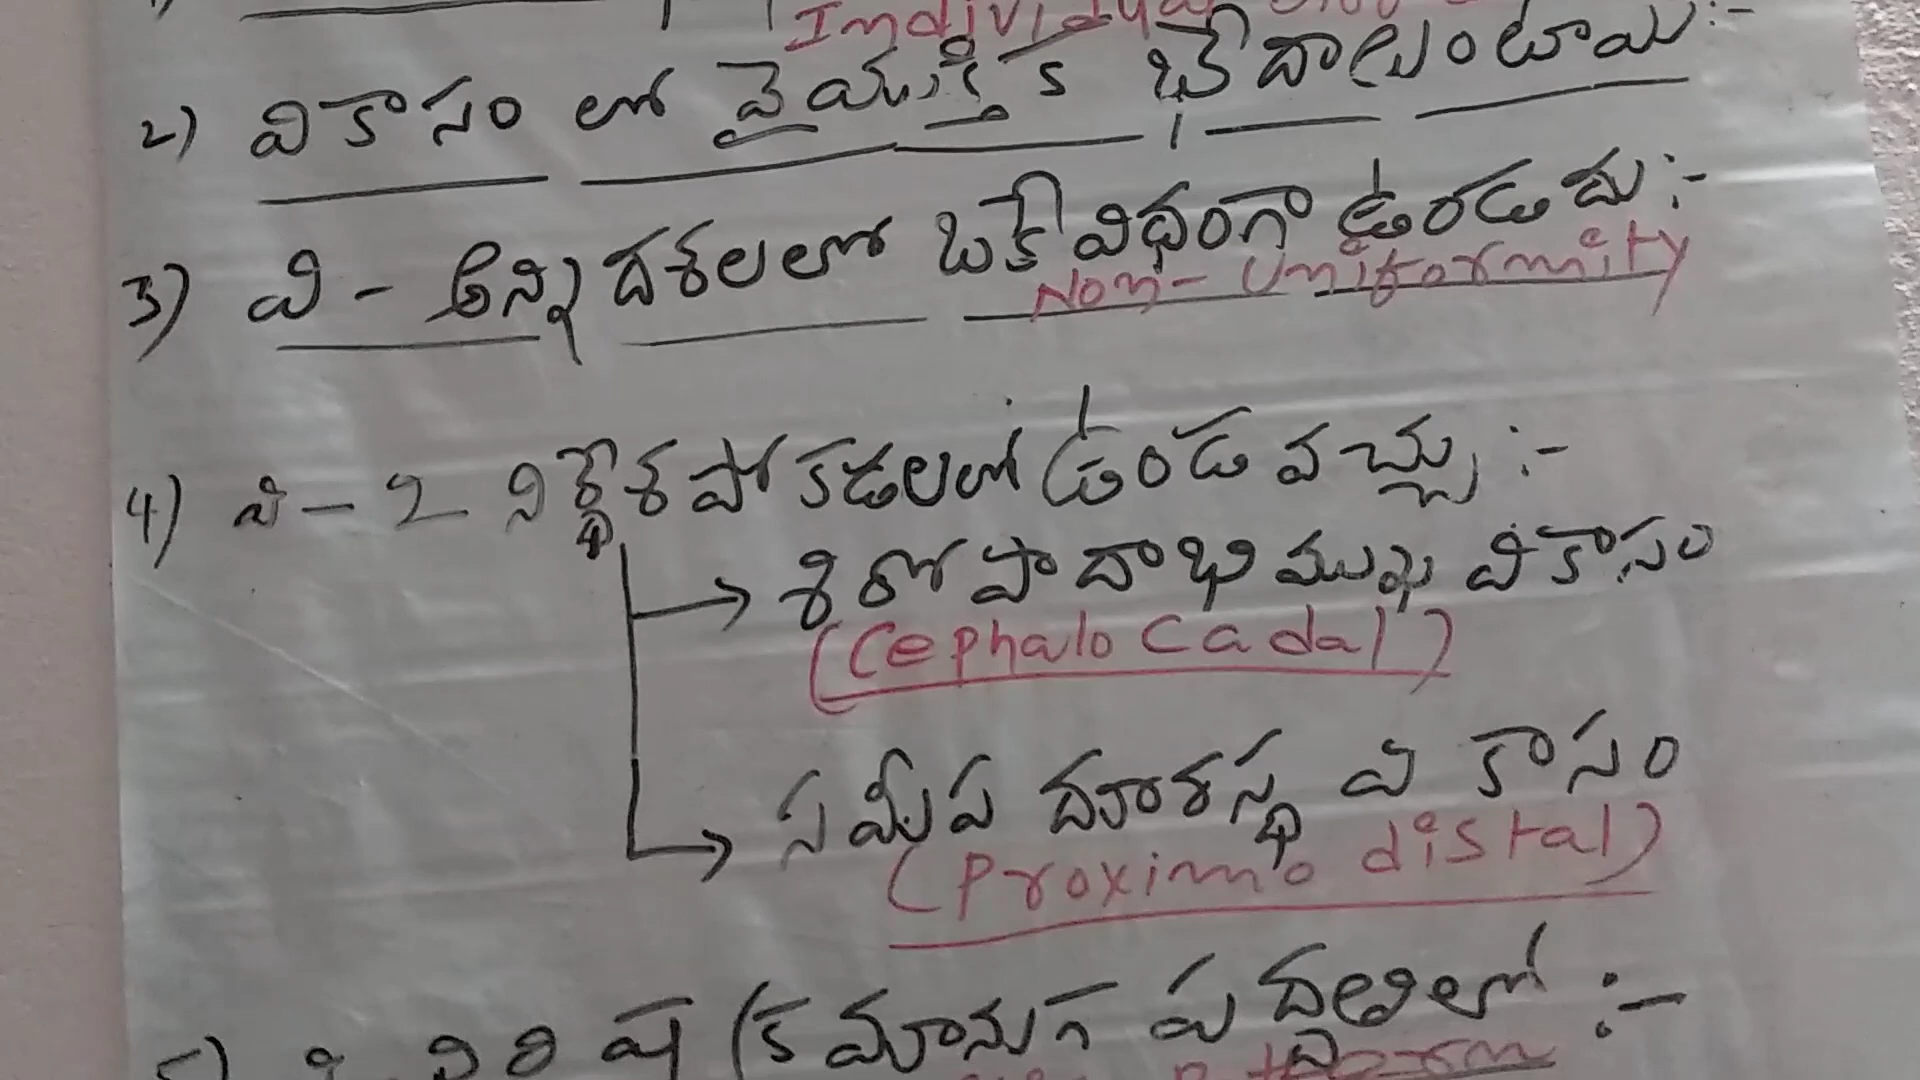 Individual
2) వికాసం లో వైయుక్తిక భేదాలుంటాయి:-
3) వి - అన్ని దశలలో ఒకే విధంగా ఉండదు:-
Non-Uniformity
4) వి - 2 నిర్ధేశ పోకడలలో ఉండవచ్చు:-
→ శిరోపాదాభిముఖ వికాసం
(Cephalo Cadal)
→ సమీప దూరస్థ వికాసం
(Proximo distal)
5) వి నిర్ధిష్ట క్రమానుగత పద్ధతిలో :-